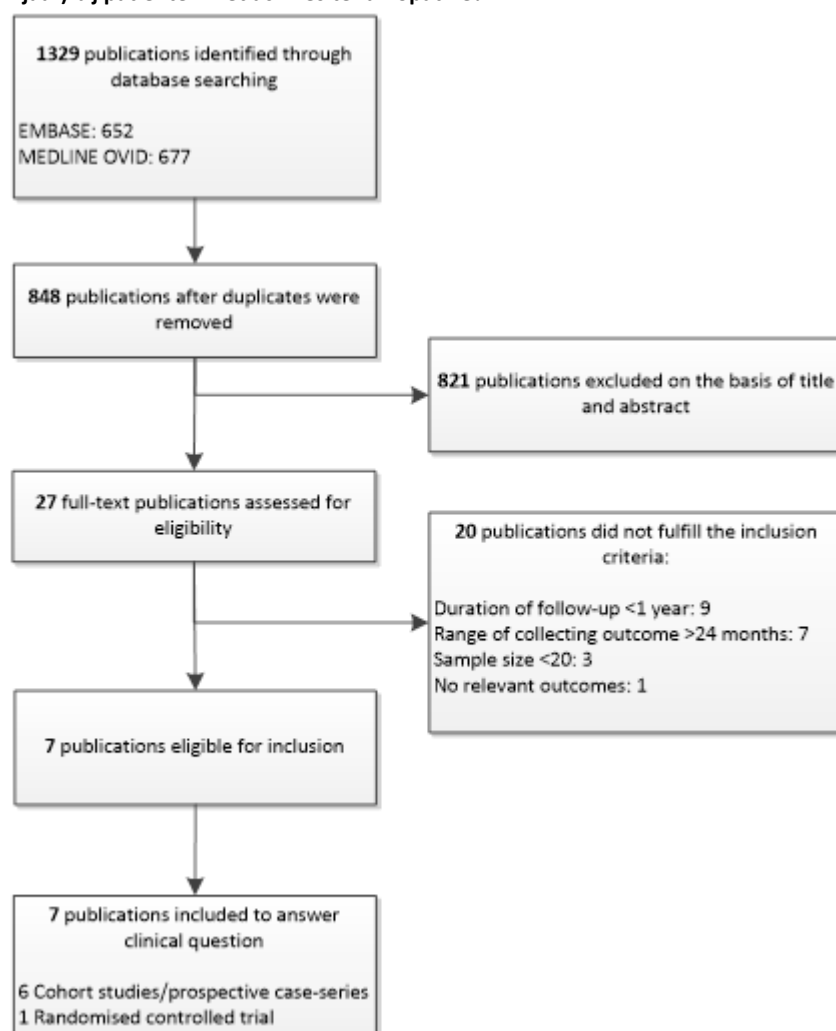 1329 publications identified through
database searching
EMBASE: 652
MEDLINE OVID: 677
848 publications after duplicates were
removed
821 publications excluded on the basis of title
and abstract
27 full-text publications assessed for
eligibility
20 publications did not fulfill the inclusion
criteria:
Duration of follow-up <1 year: 9
Range of collecting outcome >24 months: 7
Sample size <20: 3
No relevant outcomes: 1
7 publications eligible for inclusion
7 publications included to answer
clinical question
6 Cohort studies/prospective case-series
1 Randomised controlled trial